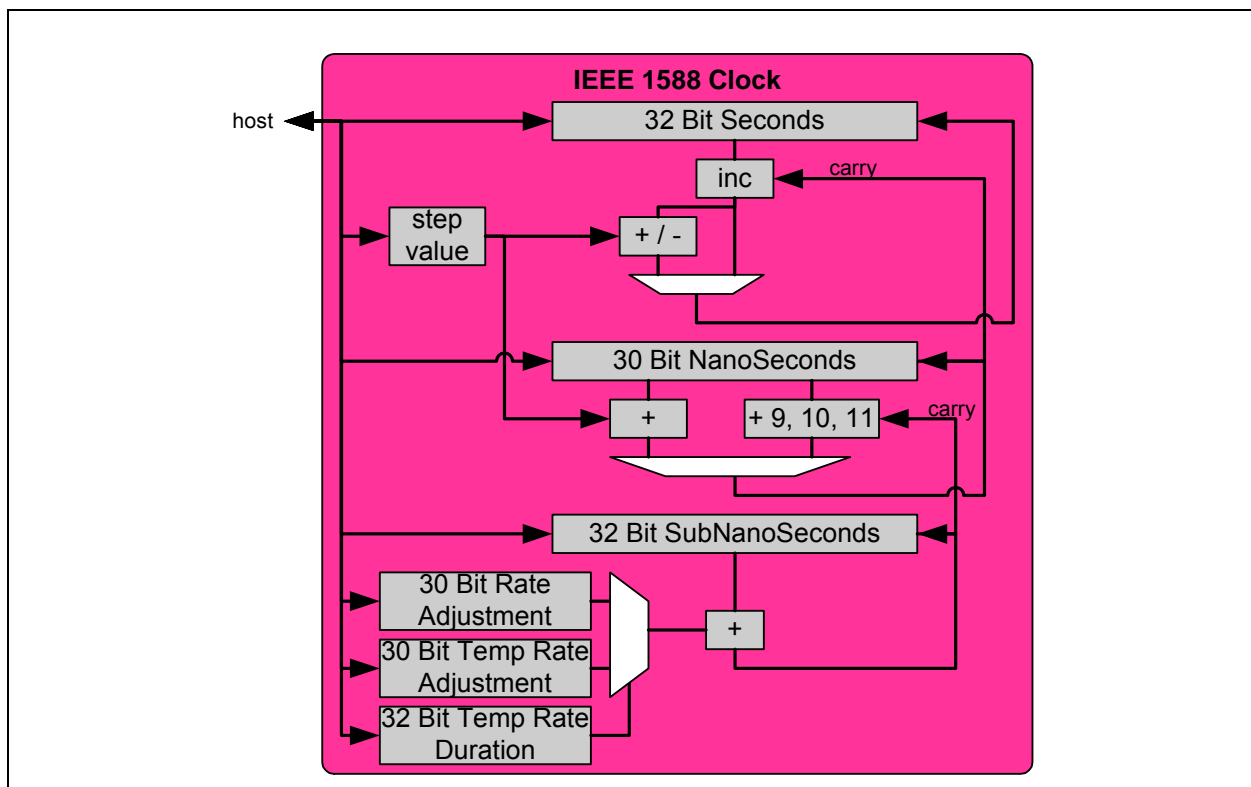 IEEE 1588 Clock
host
32 Bit Seconds
inc
carry
step
value
+ / -
30 Bit NanoSeconds
+
+ 9, 10, 11
carry
32 Bit SubNanoSeconds
30 Bit Rate
Adjustment
+
30 Bit Temp Rate
Adjustment
32 Bit Temp Rate
Duration